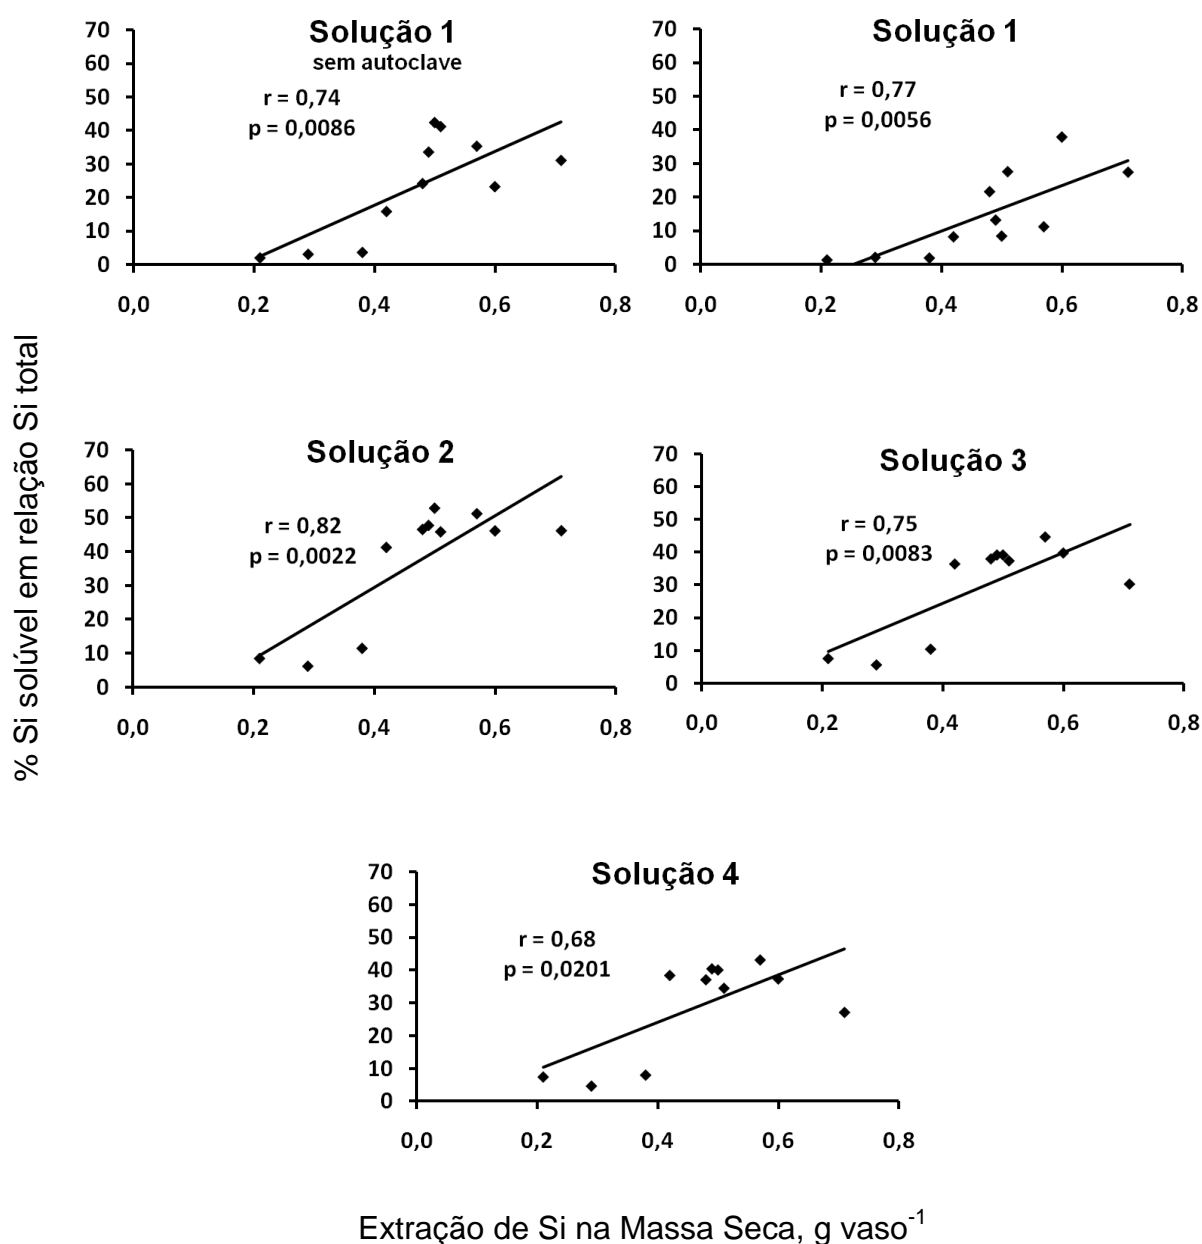 Solução 1
sem autoclave
r = 0,74
p = 0,0086
70
60
50
40
30
20
10
0
0,0 0,2 0,4 0,6 0,8
Solução 1
r = 0,77
p = 0,0056
70
60
50
40
30
20
10
0
0,0 0,2 0,4 0,6 0,8
% Si solúvel em relação Si total
Solução 2
r = 0,82
p = 0,0022
70
60
50
40
30
20
10
0
0,0 0,2 0,4 0,6 0,8
Solução 3
r = 0,75
p = 0,0083
70
60
50
40
30
20
10
0
0,0 0,2 0,4 0,6 0,8
Solução 4
r = 0,68
p = 0,0201
70
60
50
40
30
20
10
0
0,0 0,2 0,4 0,6 0,8
Extração de Si na Massa Seca, g vaso⁻¹